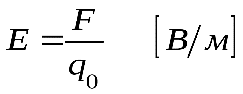 E = F / q₀ [В/м]